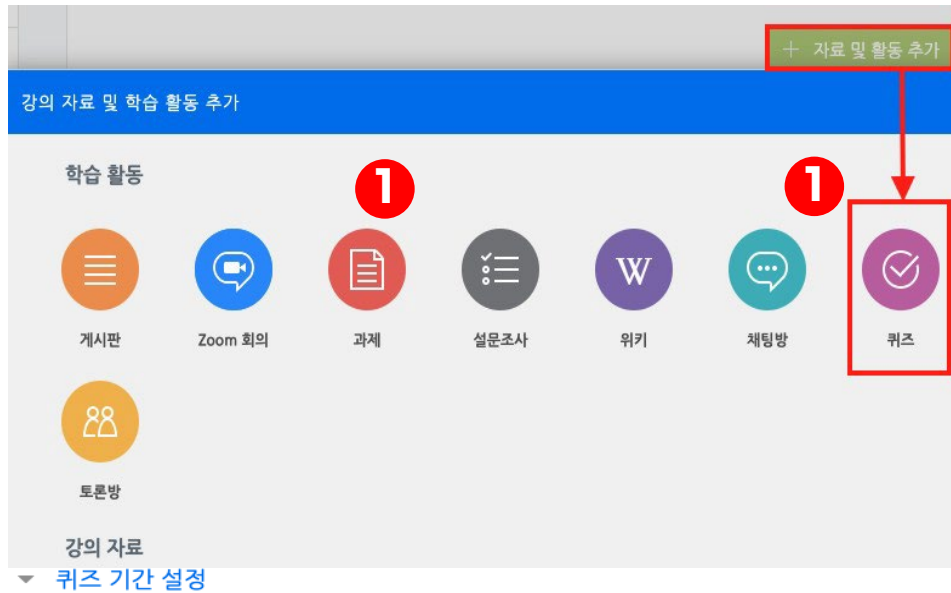 + 자료 및 활동 추가
강의 자료 및 학습 활동 추가
학습 활동
1 1
W
게시판 Zoom 회의 과제 설문조사 위키 채팅방 퀴즈
토론방
강의 자료
퀴즈 기간 설정